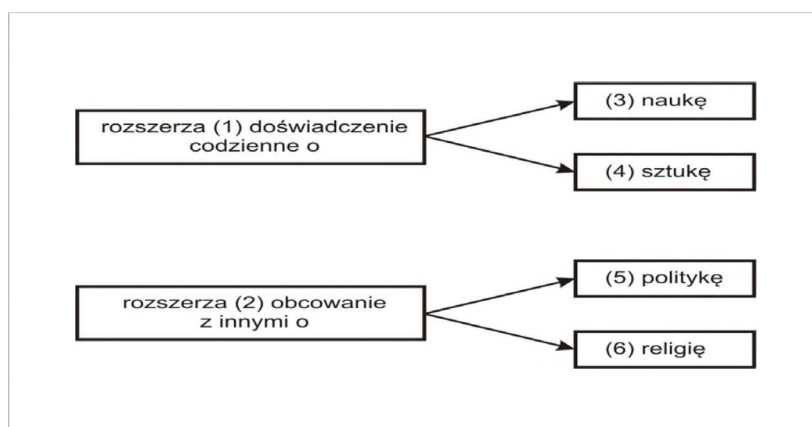 rozszerza (1) doświadczenie
codzienne o
(3) naukę
(4) sztukę
rozszerza (2) obcowanie
z innymi o
(5) politykę
(6) religię